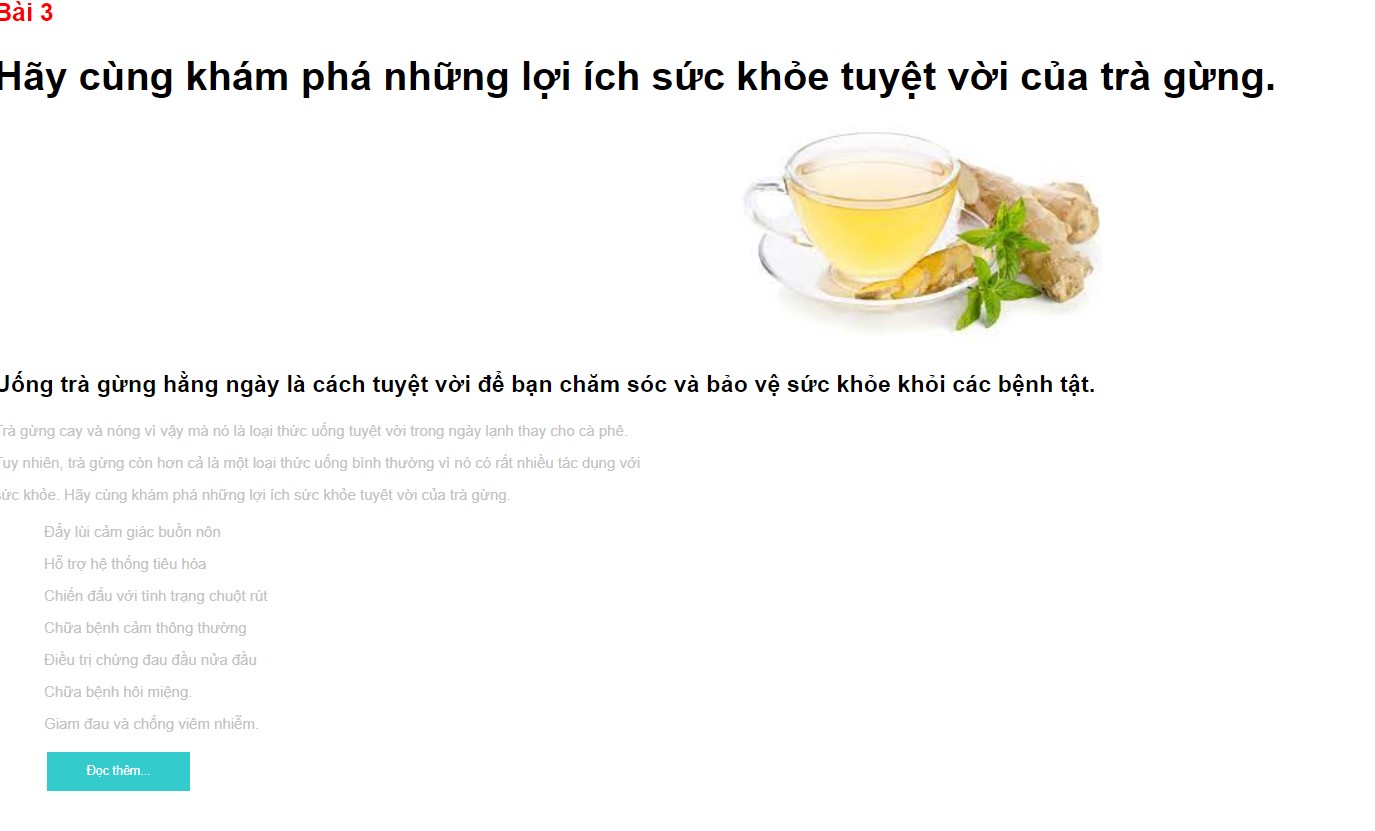 Bài 3
Hãy cùng khám phá những lợi ích sức khỏe tuyệt vời của trà gừng.
Uống trà gừng hằng ngày là cách tuyệt vời để bạn chăm sóc và bảo vệ sức khỏe khỏi các bệnh tật.
Trà gừng cay và nóng vì vậy mà nó là loại thức uống tuyệt vời trong ngày lạnh thay cho cà phê.
Tuy nhiên, trà gừng còn hơn cả là một loại thức uống bình thường vì nó có rất nhiều tác dụng với
sức khỏe. Hãy cùng khám phá những lợi ích sức khỏe tuyệt vời của trà gừng.
Đẩy lùi cảm giác buồn nôn
Hỗ trợ hệ thống tiêu hóa
Chiến đấu với tình trạng chuột rút
Chữa bệnh cảm thông thường
Điều trị chứng đau đầu nửa đầu
Chữa bệnh hôi miệng.
Giam đau và chống viêm nhiễm.
Đọc thêm...